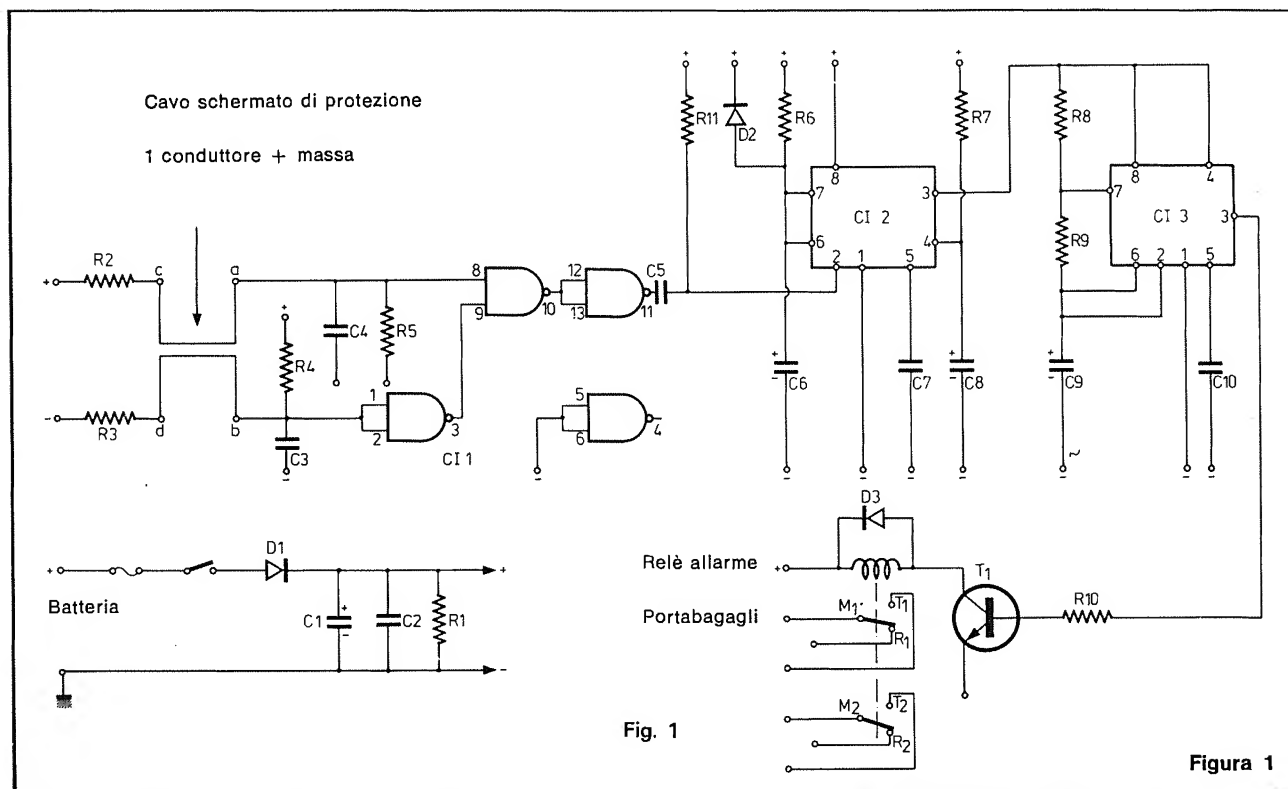 Cavo schermato di protezione
1 conduttore + massa
+ R2 c a
R4
C4 R5
- R3 d b
C3 -
1 2 3
CI 1
8 9 10
12 13 11
C5
5 6 4
-
+ + + + +
R11 D2 R6 R7 R8
8 7 6 2 1 5 3 4
CI 2
C6 + -
C7
C8 + -
R9
8 4 7 3 6 2 1 5
CI 3
C9 + -
C10
- - - - ~ - -
+ D1 +
Batteria
C1 + -
C2 R1
-
D3
Relè allarme +
T1
R10
Portabagagli
M1 T1
R1
M2 T2
R2
Fig. 1
Figura 1